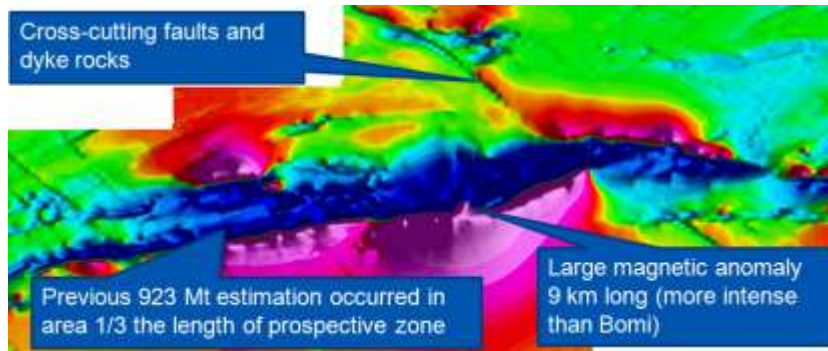 Cross-cutting faults and
dyke rocks
Previous 923 Mt estimation occurred in
area 1/3 the length of prospective zone
Large magnetic anomaly
9 km long (more intense
than Bomi)